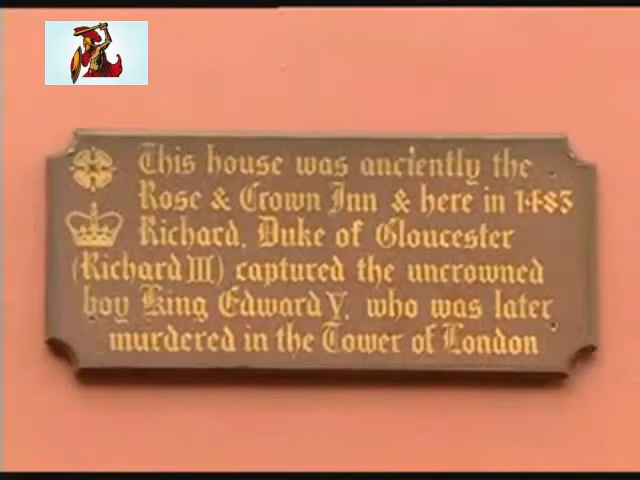 This house was anciently the
Rose & Crown Inn & here in 1483
Richard, Duke of Gloucester
(Richard III) captured the uncrowned
boy King Edward V, who was later
murdered in the Tower of London